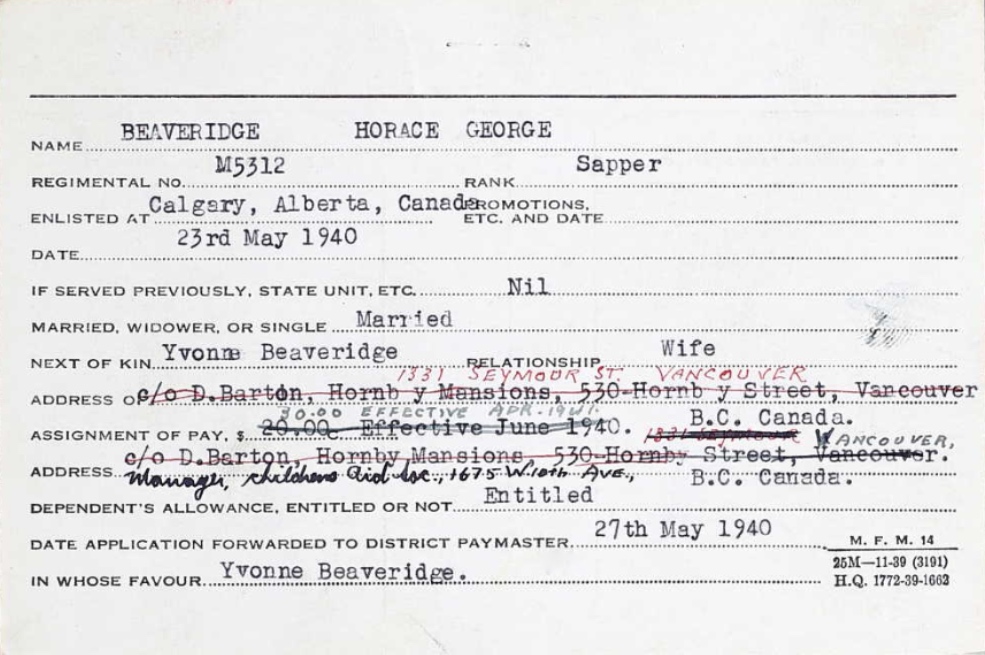 NAME BEAVERIDGE HORACE GEORGE
REGIMENTAL NO. M5312 RANK Sapper
ENLISTED AT Calgary, Alberta, Canada PROMOTIONS, ETC. AND DATE
DATE 23rd May 1940
IF SERVED PREVIOUSLY, STATE UNIT, ETC. Nil
MARRIED, WIDOWER, OR SINGLE Married
NEXT OF KIN Yvonne Beaveridge RELATIONSHIP Wife
1331 SEYMOUR ST. VANCOUVER
ADDRESS OF c/o D.Barton, Hornb y Mansions, 530-Hornb y Street, Vancouver
30.00 EFFECTIVE APR. 1941. B.C. Canada.
ASSIGNMENT OF PAY, $ 20.00. Effective June 1940. 1331 SEYMOUR VANCOUVER,
c/o D.Barton, Hornby Mansions, 530-Hornby Street, Vancouver.
ADDRESS Manager, childrens Aid Soc., 1675 W 10th Ave., B.C. Canada.
DEPENDENT'S ALLOWANCE, ENTITLED OR NOT Entitled
DATE APPLICATION FORWARDED TO DISTRICT PAYMASTER 27th May 1940
IN WHOSE FAVOUR Yvonne Beaveridge.
M. F. M. 14
25M—11-39 (3191)
H.Q. 1772-39-1662